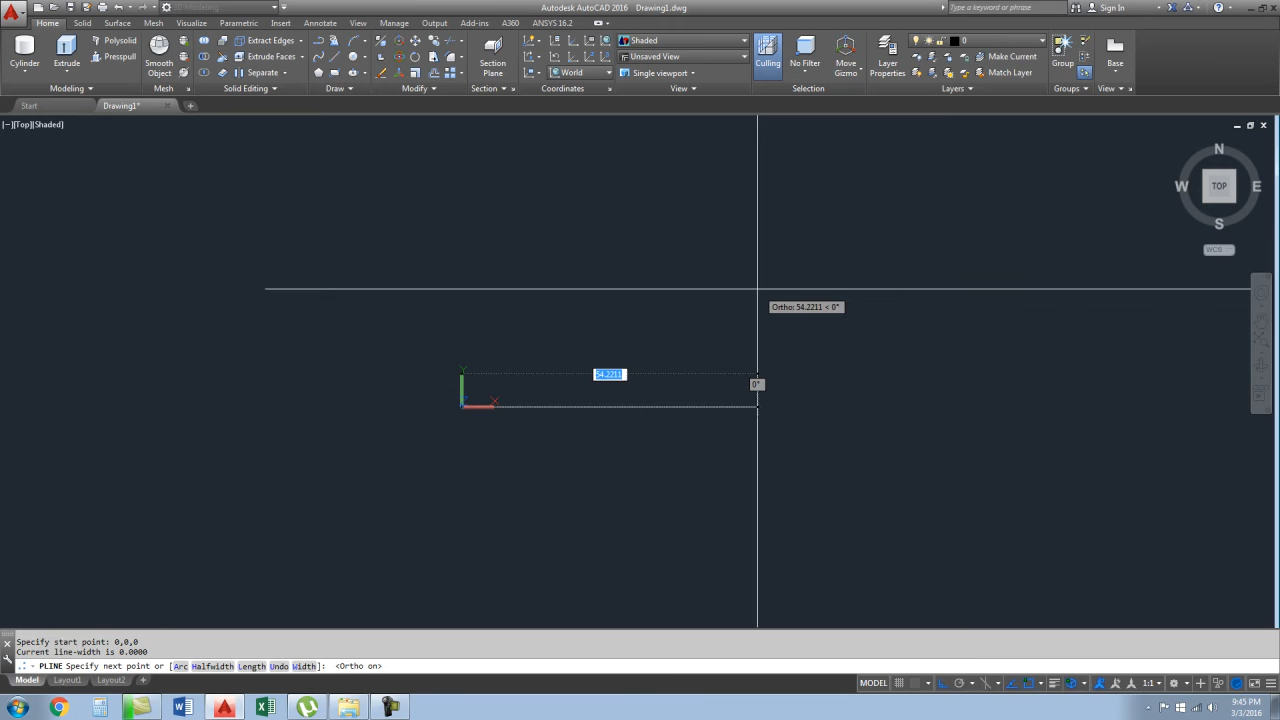 3D Modeling
Autodesk AutoCAD 2016 Drawing1.dwg
Type a keyword or phrase
Sign In
Home Solid Surface Mesh Visualize Parametric Insert Annotate View Manage Output Add-ins A360 ANSYS 16.2
Cylinder
Extrude
Polysolid
Presspull
Smooth Object
Extract Edges
Extrude Faces
Separate
Section Plane
World
Shaded
Unsaved View
Single viewport
Culling
No Filter
Move Gizmo
Layer Properties
0
Make Current
Match Layer
Group
Base
Modeling Mesh Solid Editing Draw Modify Section Coordinates View Selection Layers Groups View
Start Drawing1*
[−][Top][Shaded]
N
W TOP E
S
WCS
Ortho: 54.2211 < 0°
Y
54.2211
0°
X
Specify start point: 0,0,0
Current line-width is 0.0000
PLINE Specify next point or [Arc Halfwidth Length Undo Width]: <Ortho on>
Model Layout1 Layout2
MODEL
1:1
9:45 PM
3/3/2016